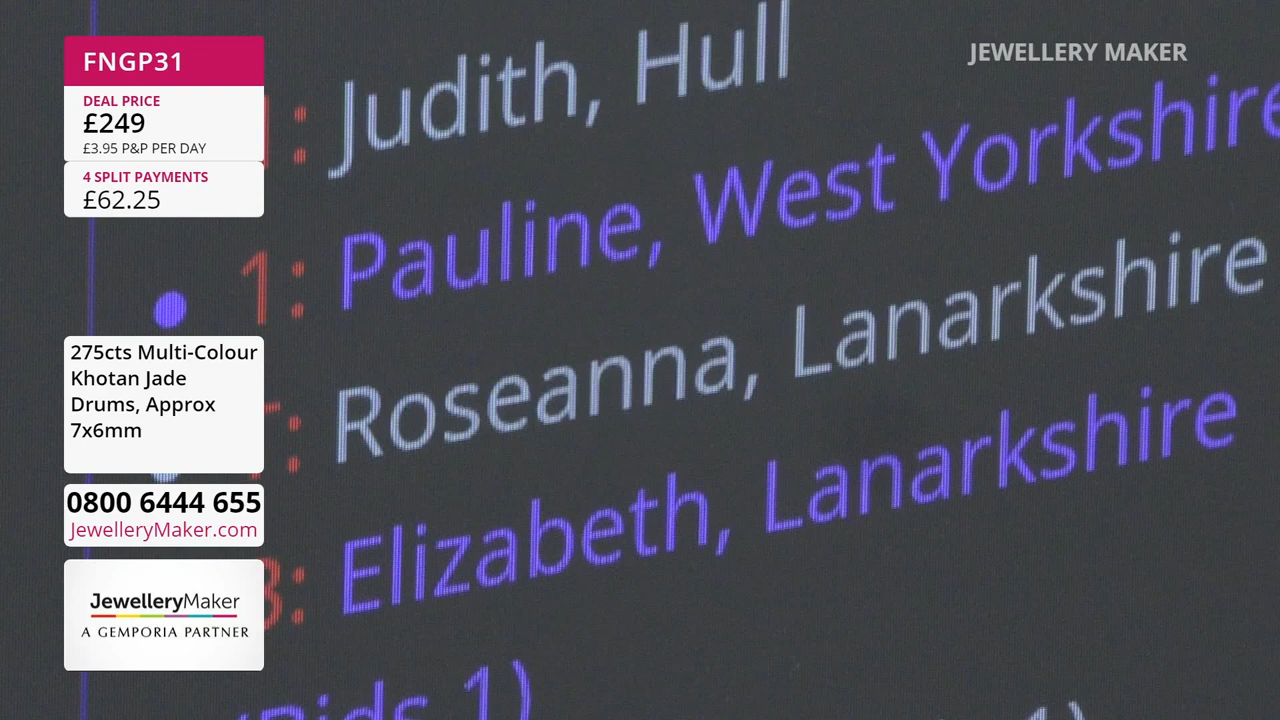 FNGP31
DEAL PRICE
£249
£3.95 P&P PER DAY
4 SPLIT PAYMENTS
£62.25
275cts Multi-Colour
Khotan Jade
Drums, Approx
7x6mm
0800 6444 655
JewelleryMaker.com
JewelleryMaker
A GEMPORIA PARTNER
JEWELLERY MAKER
Judith, Hull
1: Pauline, West Yorkshire
Roseanna, Lanarkshire
Elizabeth, Lanarkshire
1)